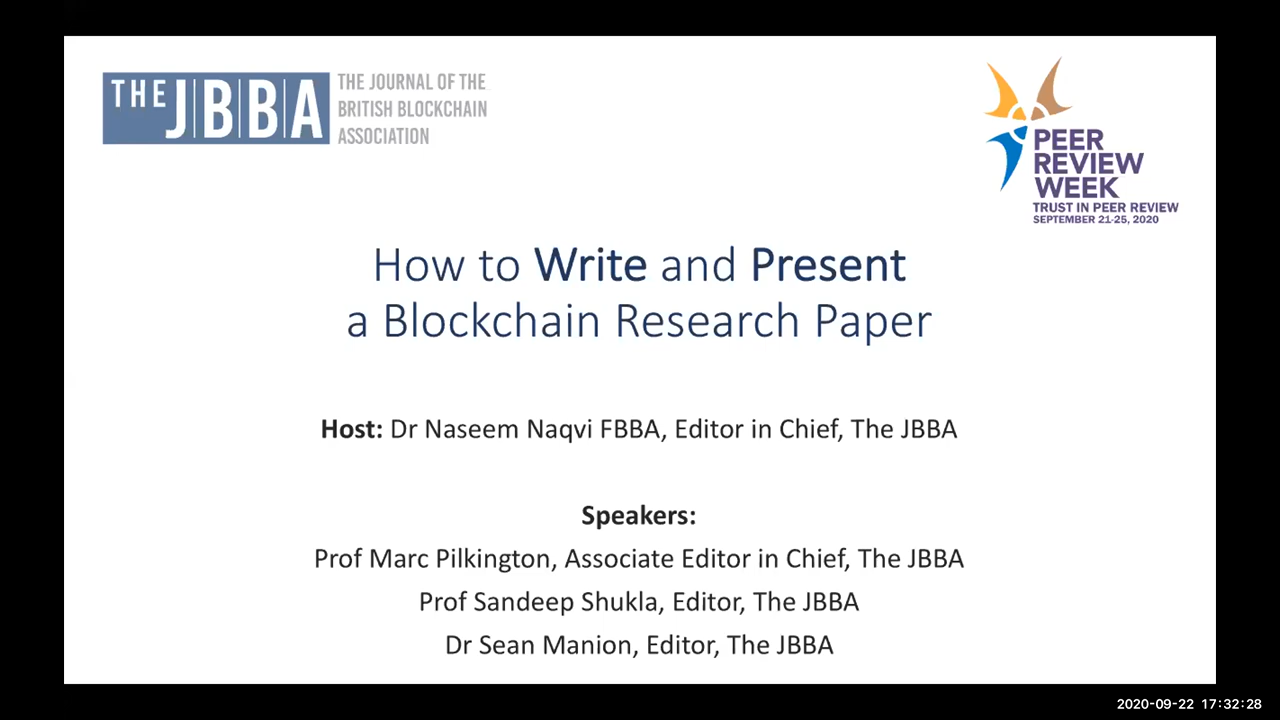 THE JBBA
THE JOURNAL OF THE
BRITISH BLOCKCHAIN
ASSOCIATION
PEER
REVIEW
WEEK
TRUST IN PEER REVIEW
SEPTEMBER 21-25, 2020
How to Write and Present
a Blockchain Research Paper
Host: Dr Naseem Naqvi FBBA, Editor in Chief, The JBBA
Speakers:
Prof Marc Pilkington, Associate Editor in Chief, The JBBA
Prof Sandeep Shukla, Editor, The JBBA
Dr Sean Manion, Editor, The JBBA
2020-09-22 17:32:28